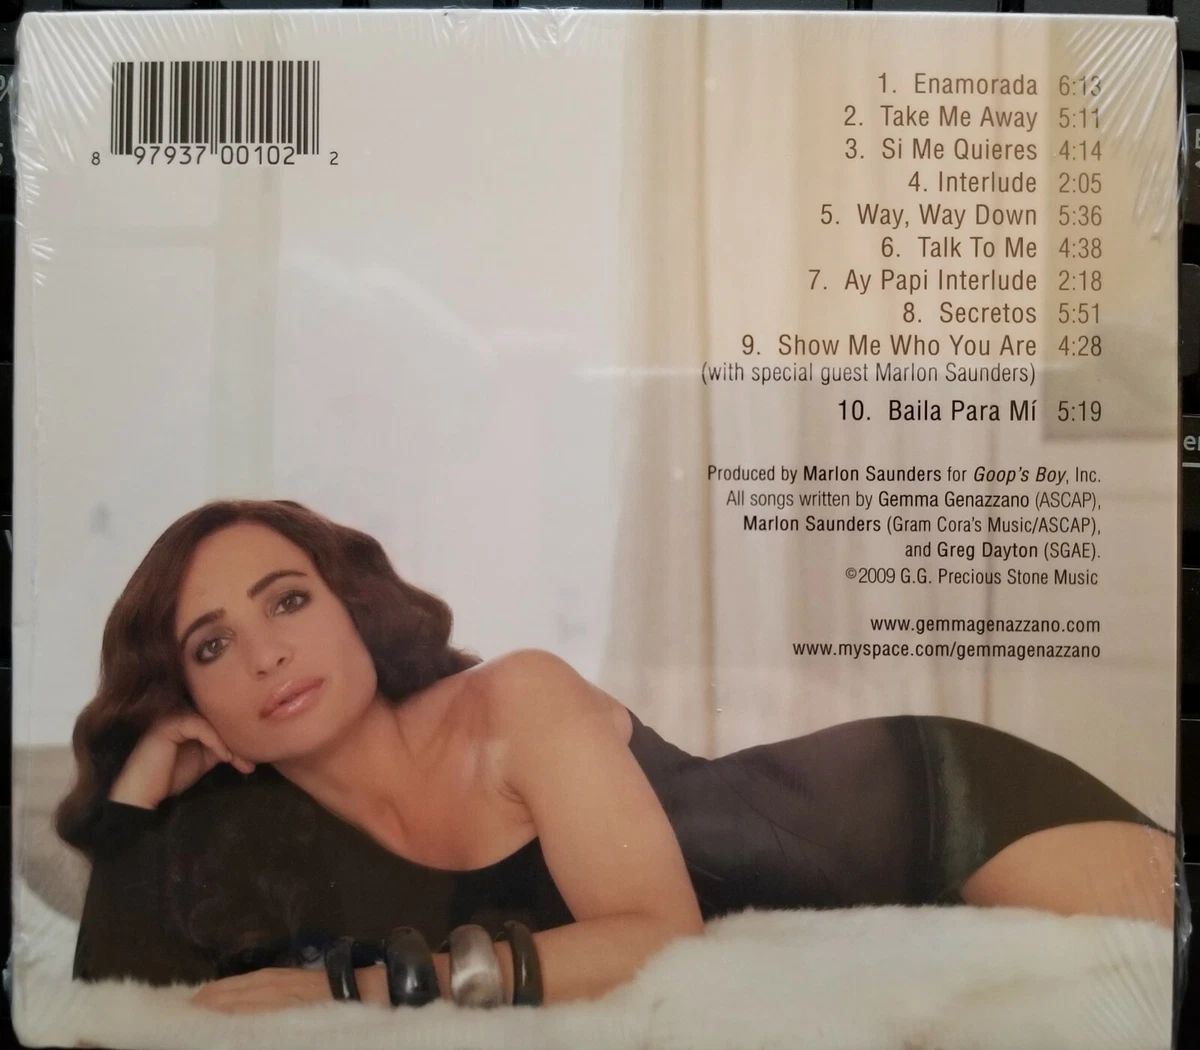 8 97937 00102 2
1. Enamorada 6:13
2. Take Me Away 5:11
3. Si Me Quieres 4:14
4. Interlude 2:05
5. Way, Way Down 5:36
6. Talk To Me 4:38
7. Ay Papi Interlude 2:18
8. Secretos 5:51
9. Show Me Who You Are 4:28
(with special guest Marlon Saunders)
10. Baila Para Mí 5:19
Produced by Marlon Saunders for Goop's Boy, Inc.
All songs written by Gemma Genazzano (ASCAP),
Marlon Saunders (Gram Cora's Music/ASCAP),
and Greg Dayton (SGAE).
©2009 G.G. Precious Stone Music
www.gemmagenazzano.com
www.myspace.com/gemmagenazzano